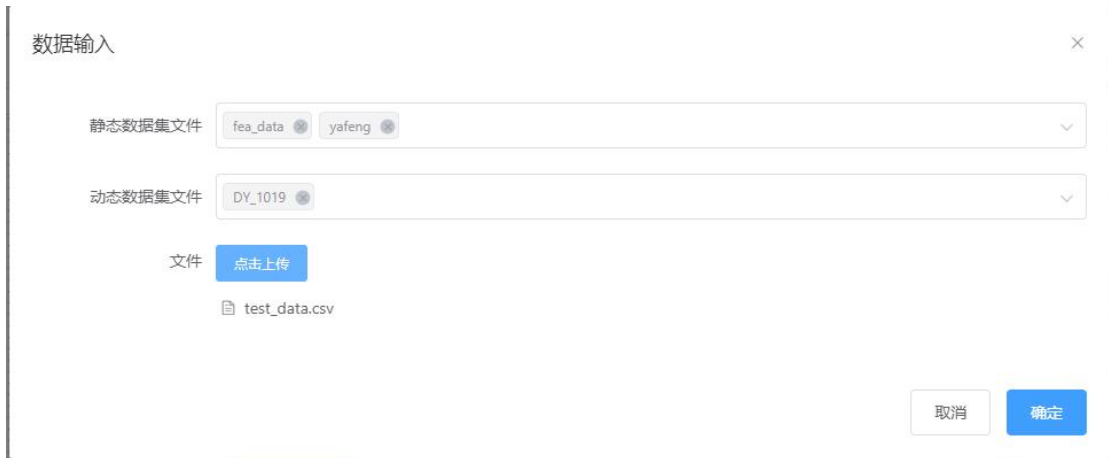 数据输入
静态数据集文件 fea_data yafeng
动态数据集文件 DY_1019
文件 点击上传
test_data.csv
取消 确定